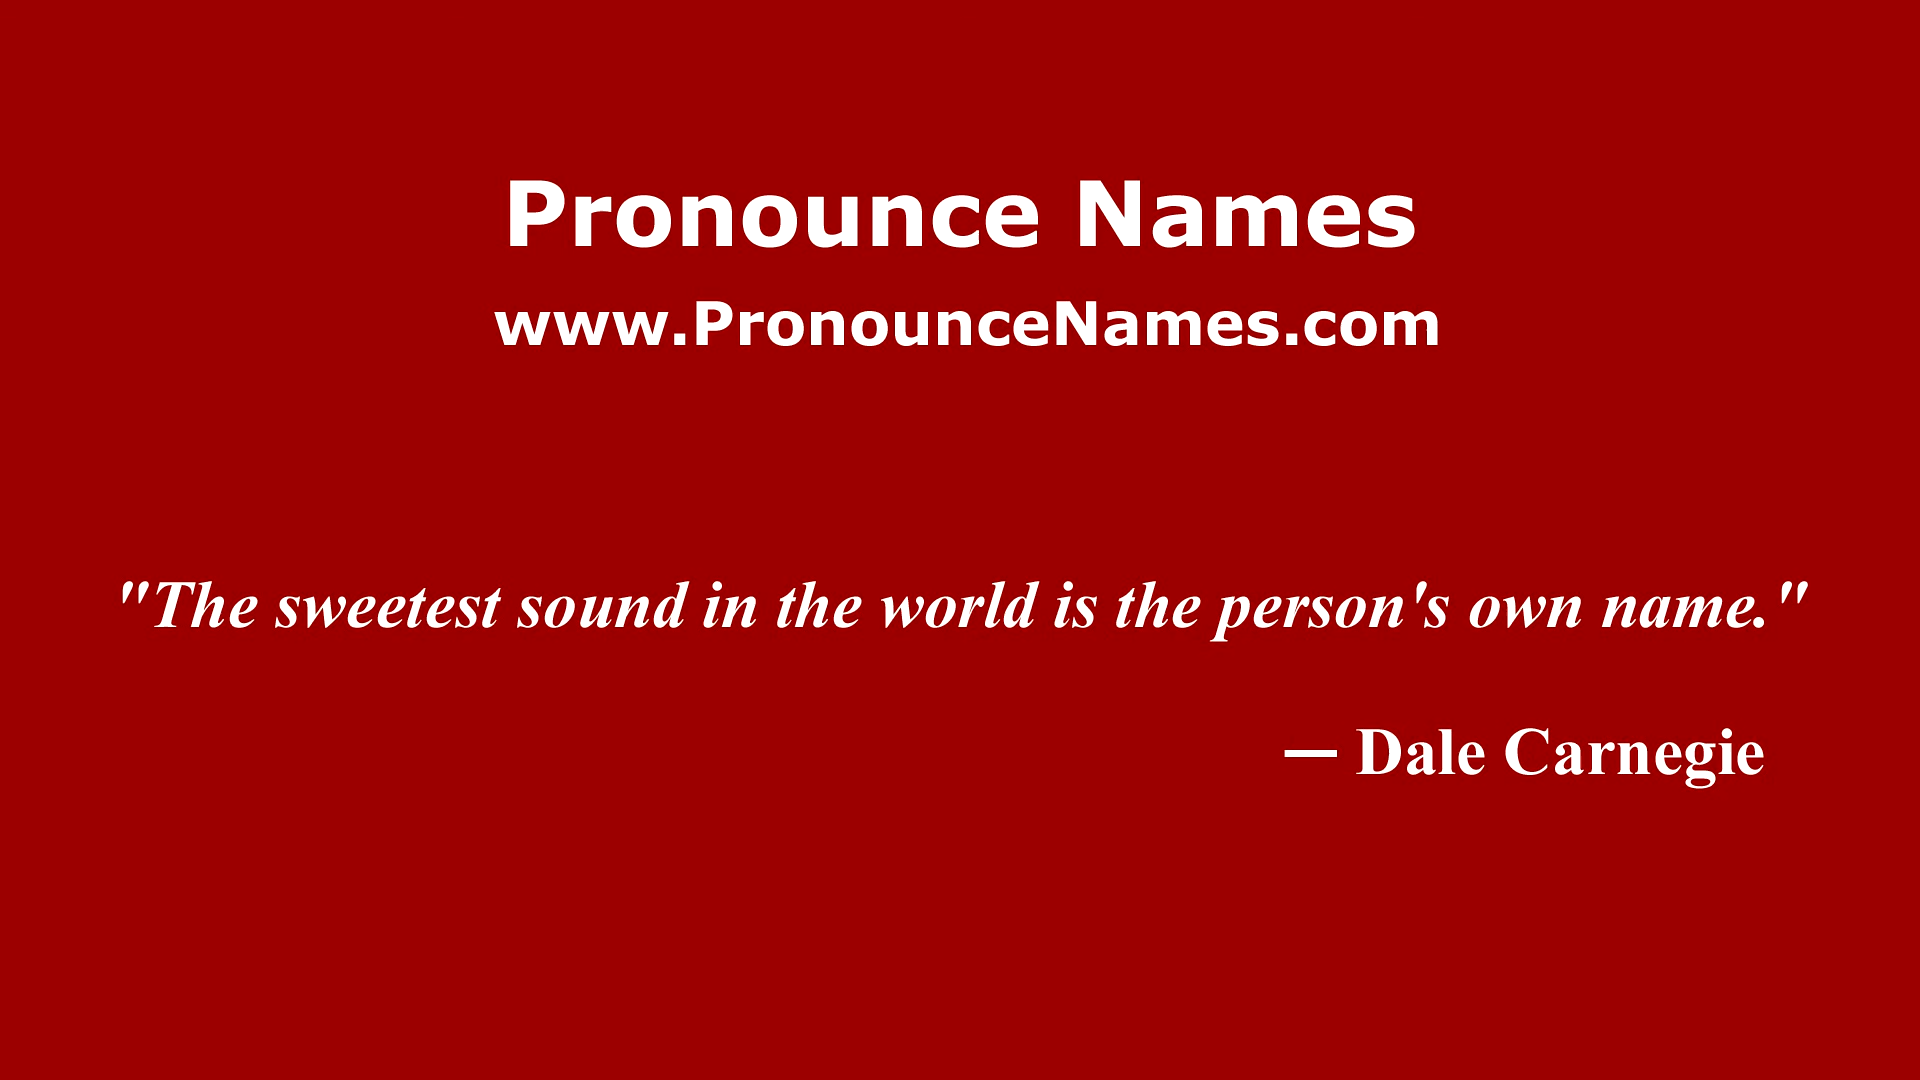 Pronounce Names
www.PronounceNames.com
"The sweetest sound in the world is the person's own name."
— Dale Carnegie